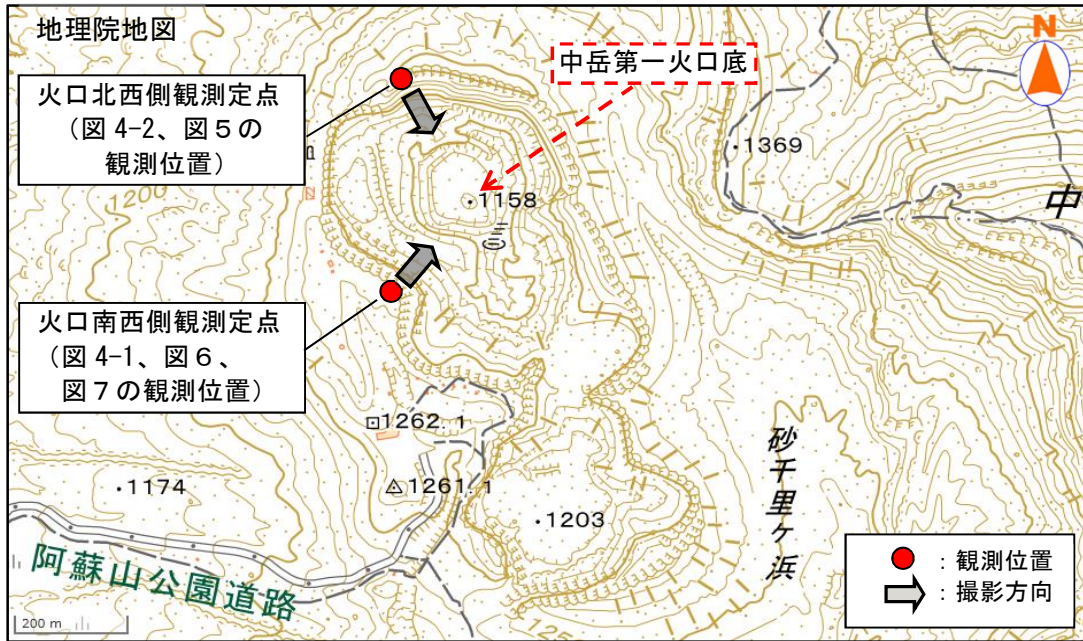 地理院地図
N
火口北西側観測定点
(図 4-2、図５の
観測位置)
中岳第一火口底
1369
1200
1158
中
火口南西側観測定点
(図 4-1、図６、
図７の観測位置)
1262.1
砂千里ヶ浜
1174
1261.1
1203
阿蘇山公園道路
：観測位置
：撮影方向
200 m